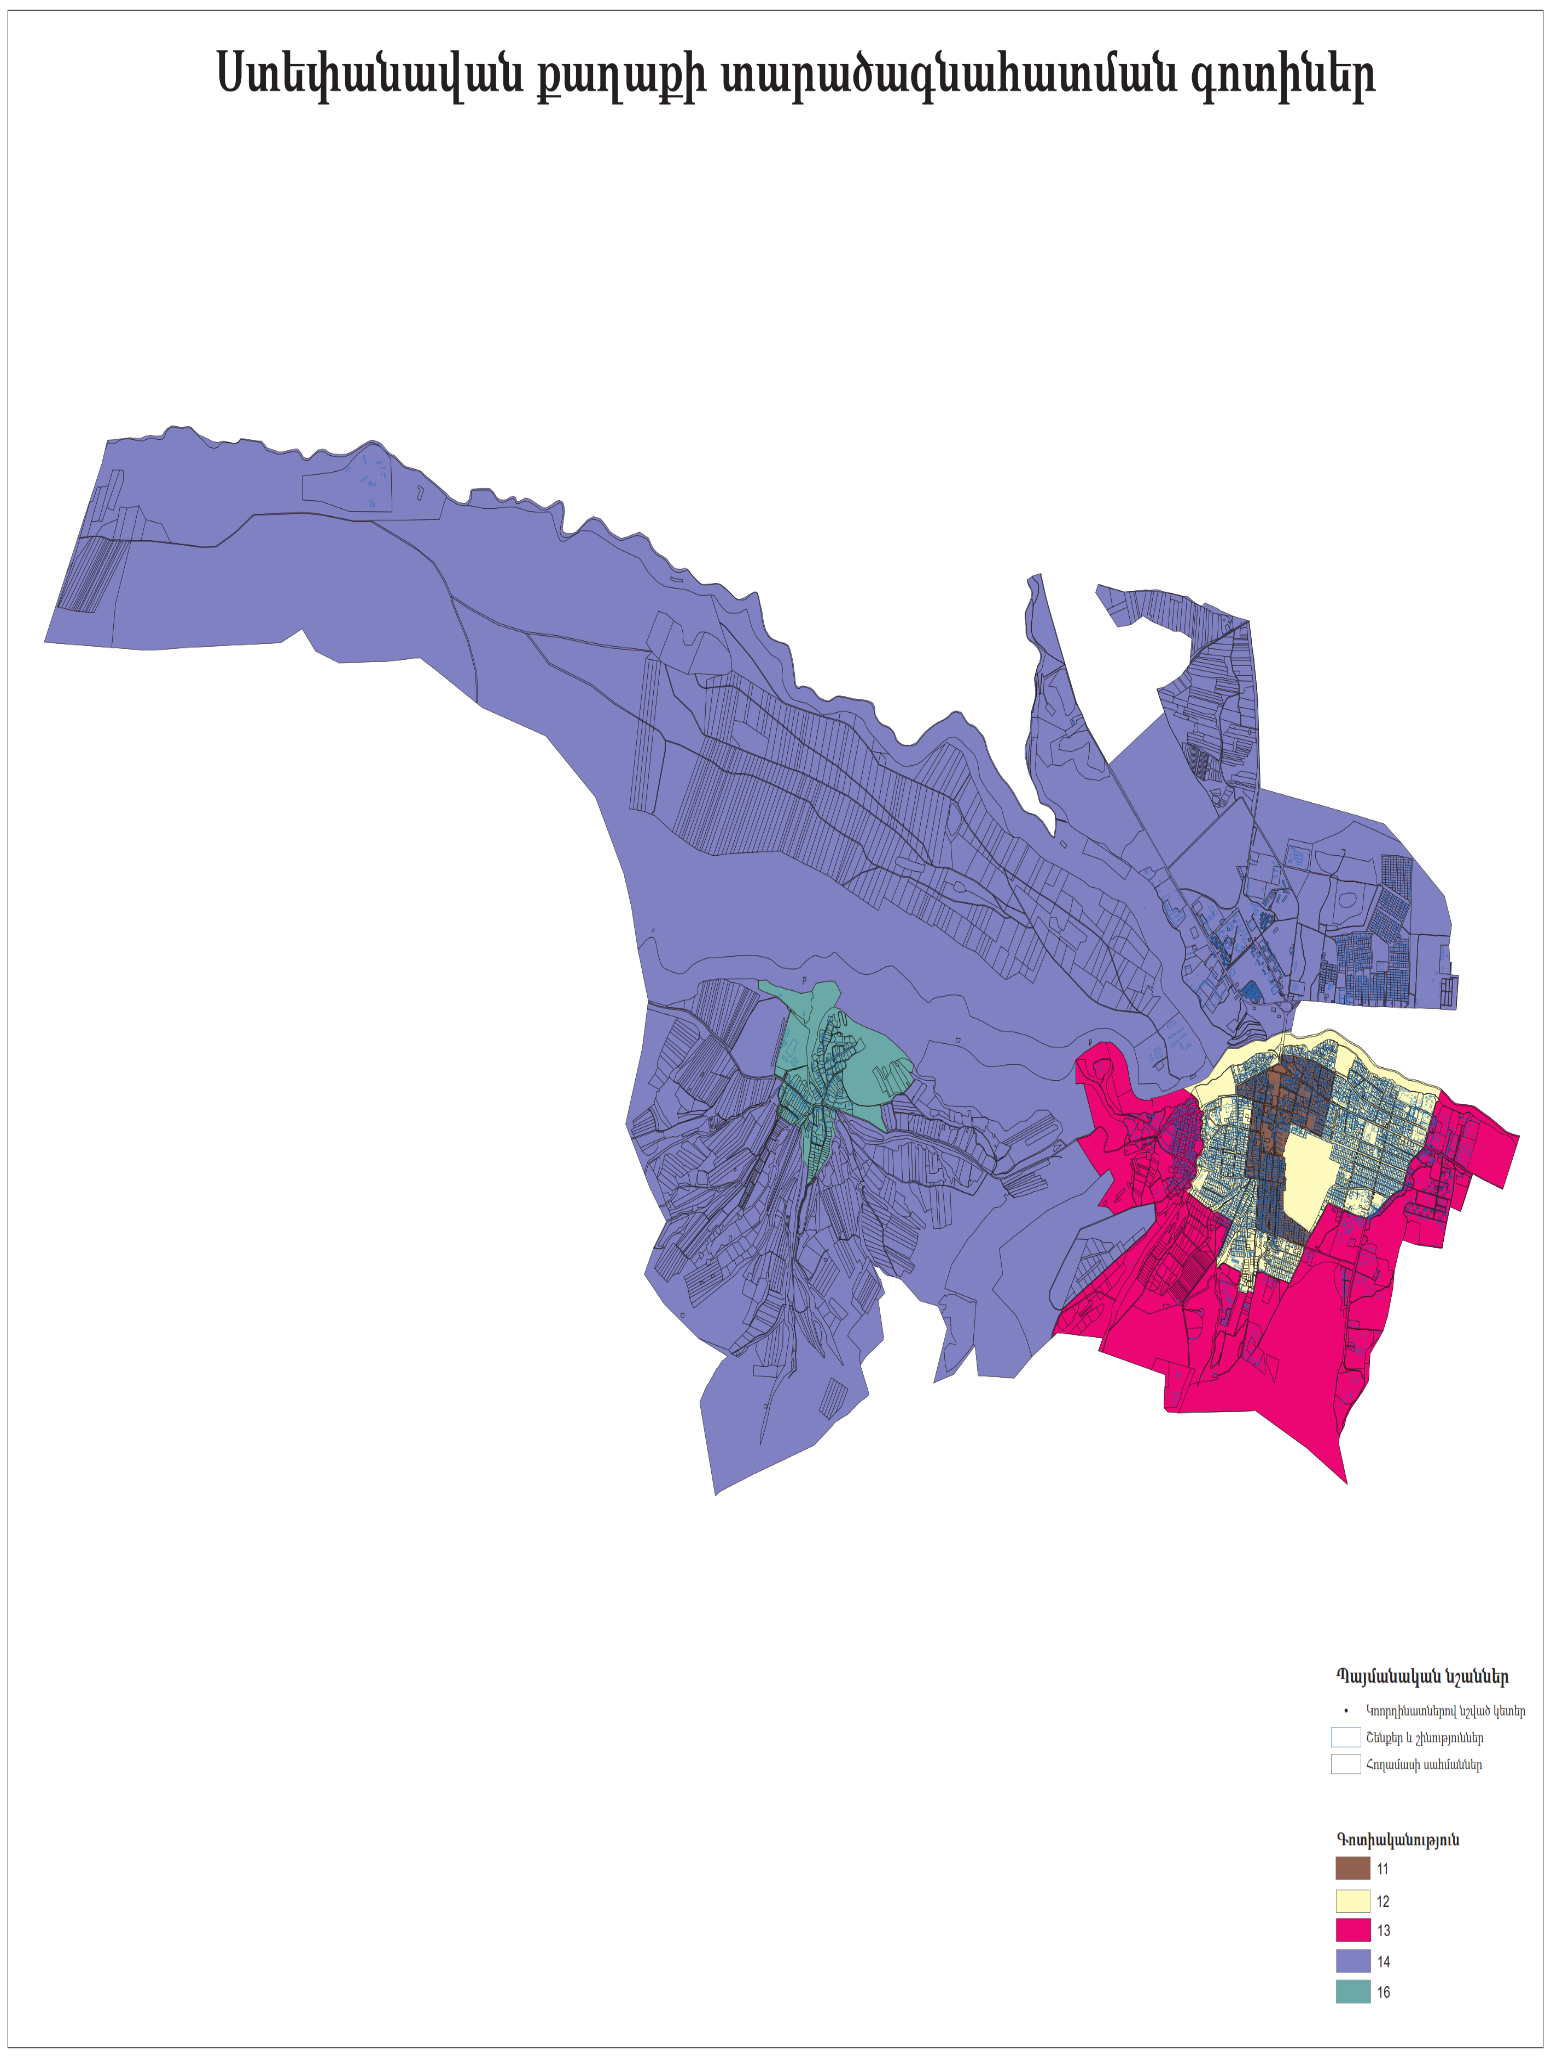 Ստեփանավան քաղաքի տարածագնահատման գոտիներ
Պայմանական նշաններ
Կոորդինատներով նշված կետեր
Շենքեր և շինություններ
Հողամասի սահմաններ
Գոտիականություն
11
12
13
14
16